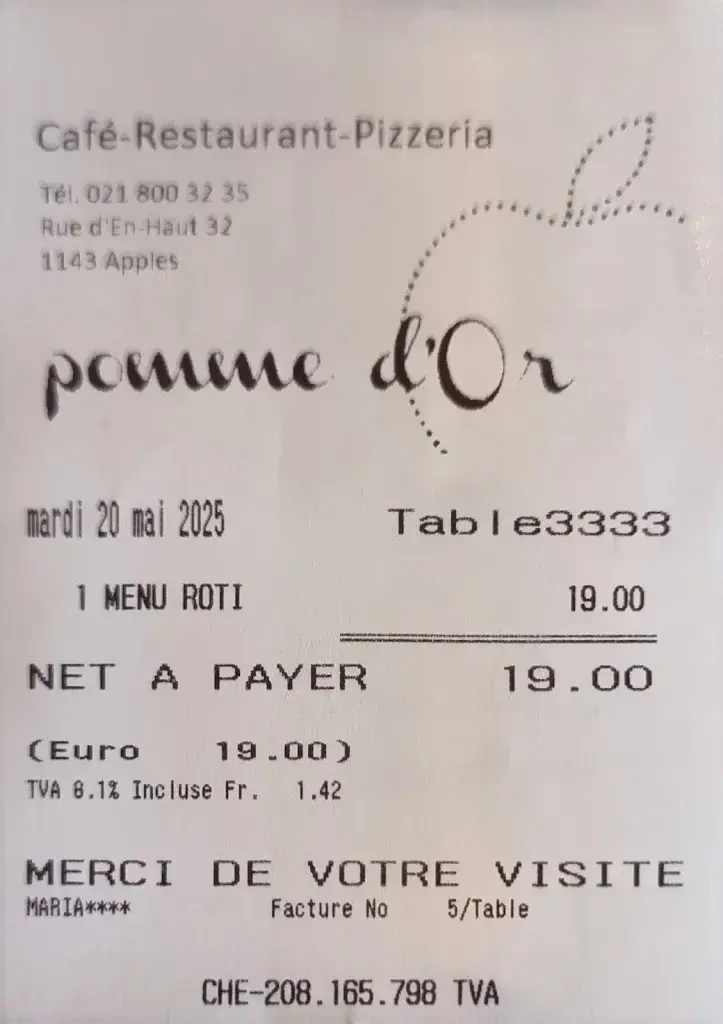 Café-Restaurant-Pizzeria
Tél. 021 800 32 35
Rue d'En-Haut 32
1143 Apples
pomme d'Or
mardi 20 mai 2025 Table3333
1 MENU ROTI 19.00
NET A PAYER 19.00
(Euro 19.00)
TVA 8.1% Incluse Fr. 1.42
MERCI DE VOTRE VISITE
MARIA**** Facture No 5/Table
CHE-208.165.798 TVA